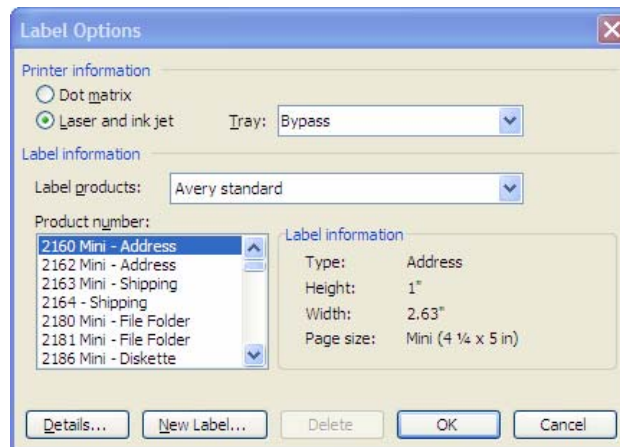 Label Options
Printer information
Dot matrix
Laser and ink jet Tray: Bypass
Label information
Label products: Avery standard
Product number:
2160 Mini - Address
2162 Mini - Address
2163 Mini - Shipping
2164 - Shipping
2180 Mini - File Folder
2181 Mini - File Folder
2186 Mini - Diskette
Label information
Type: Address
Height: 1"
Width: 2.63"
Page size: Mini (4 ¼ x 5 in)
Details... New Label... Delete OK Cancel